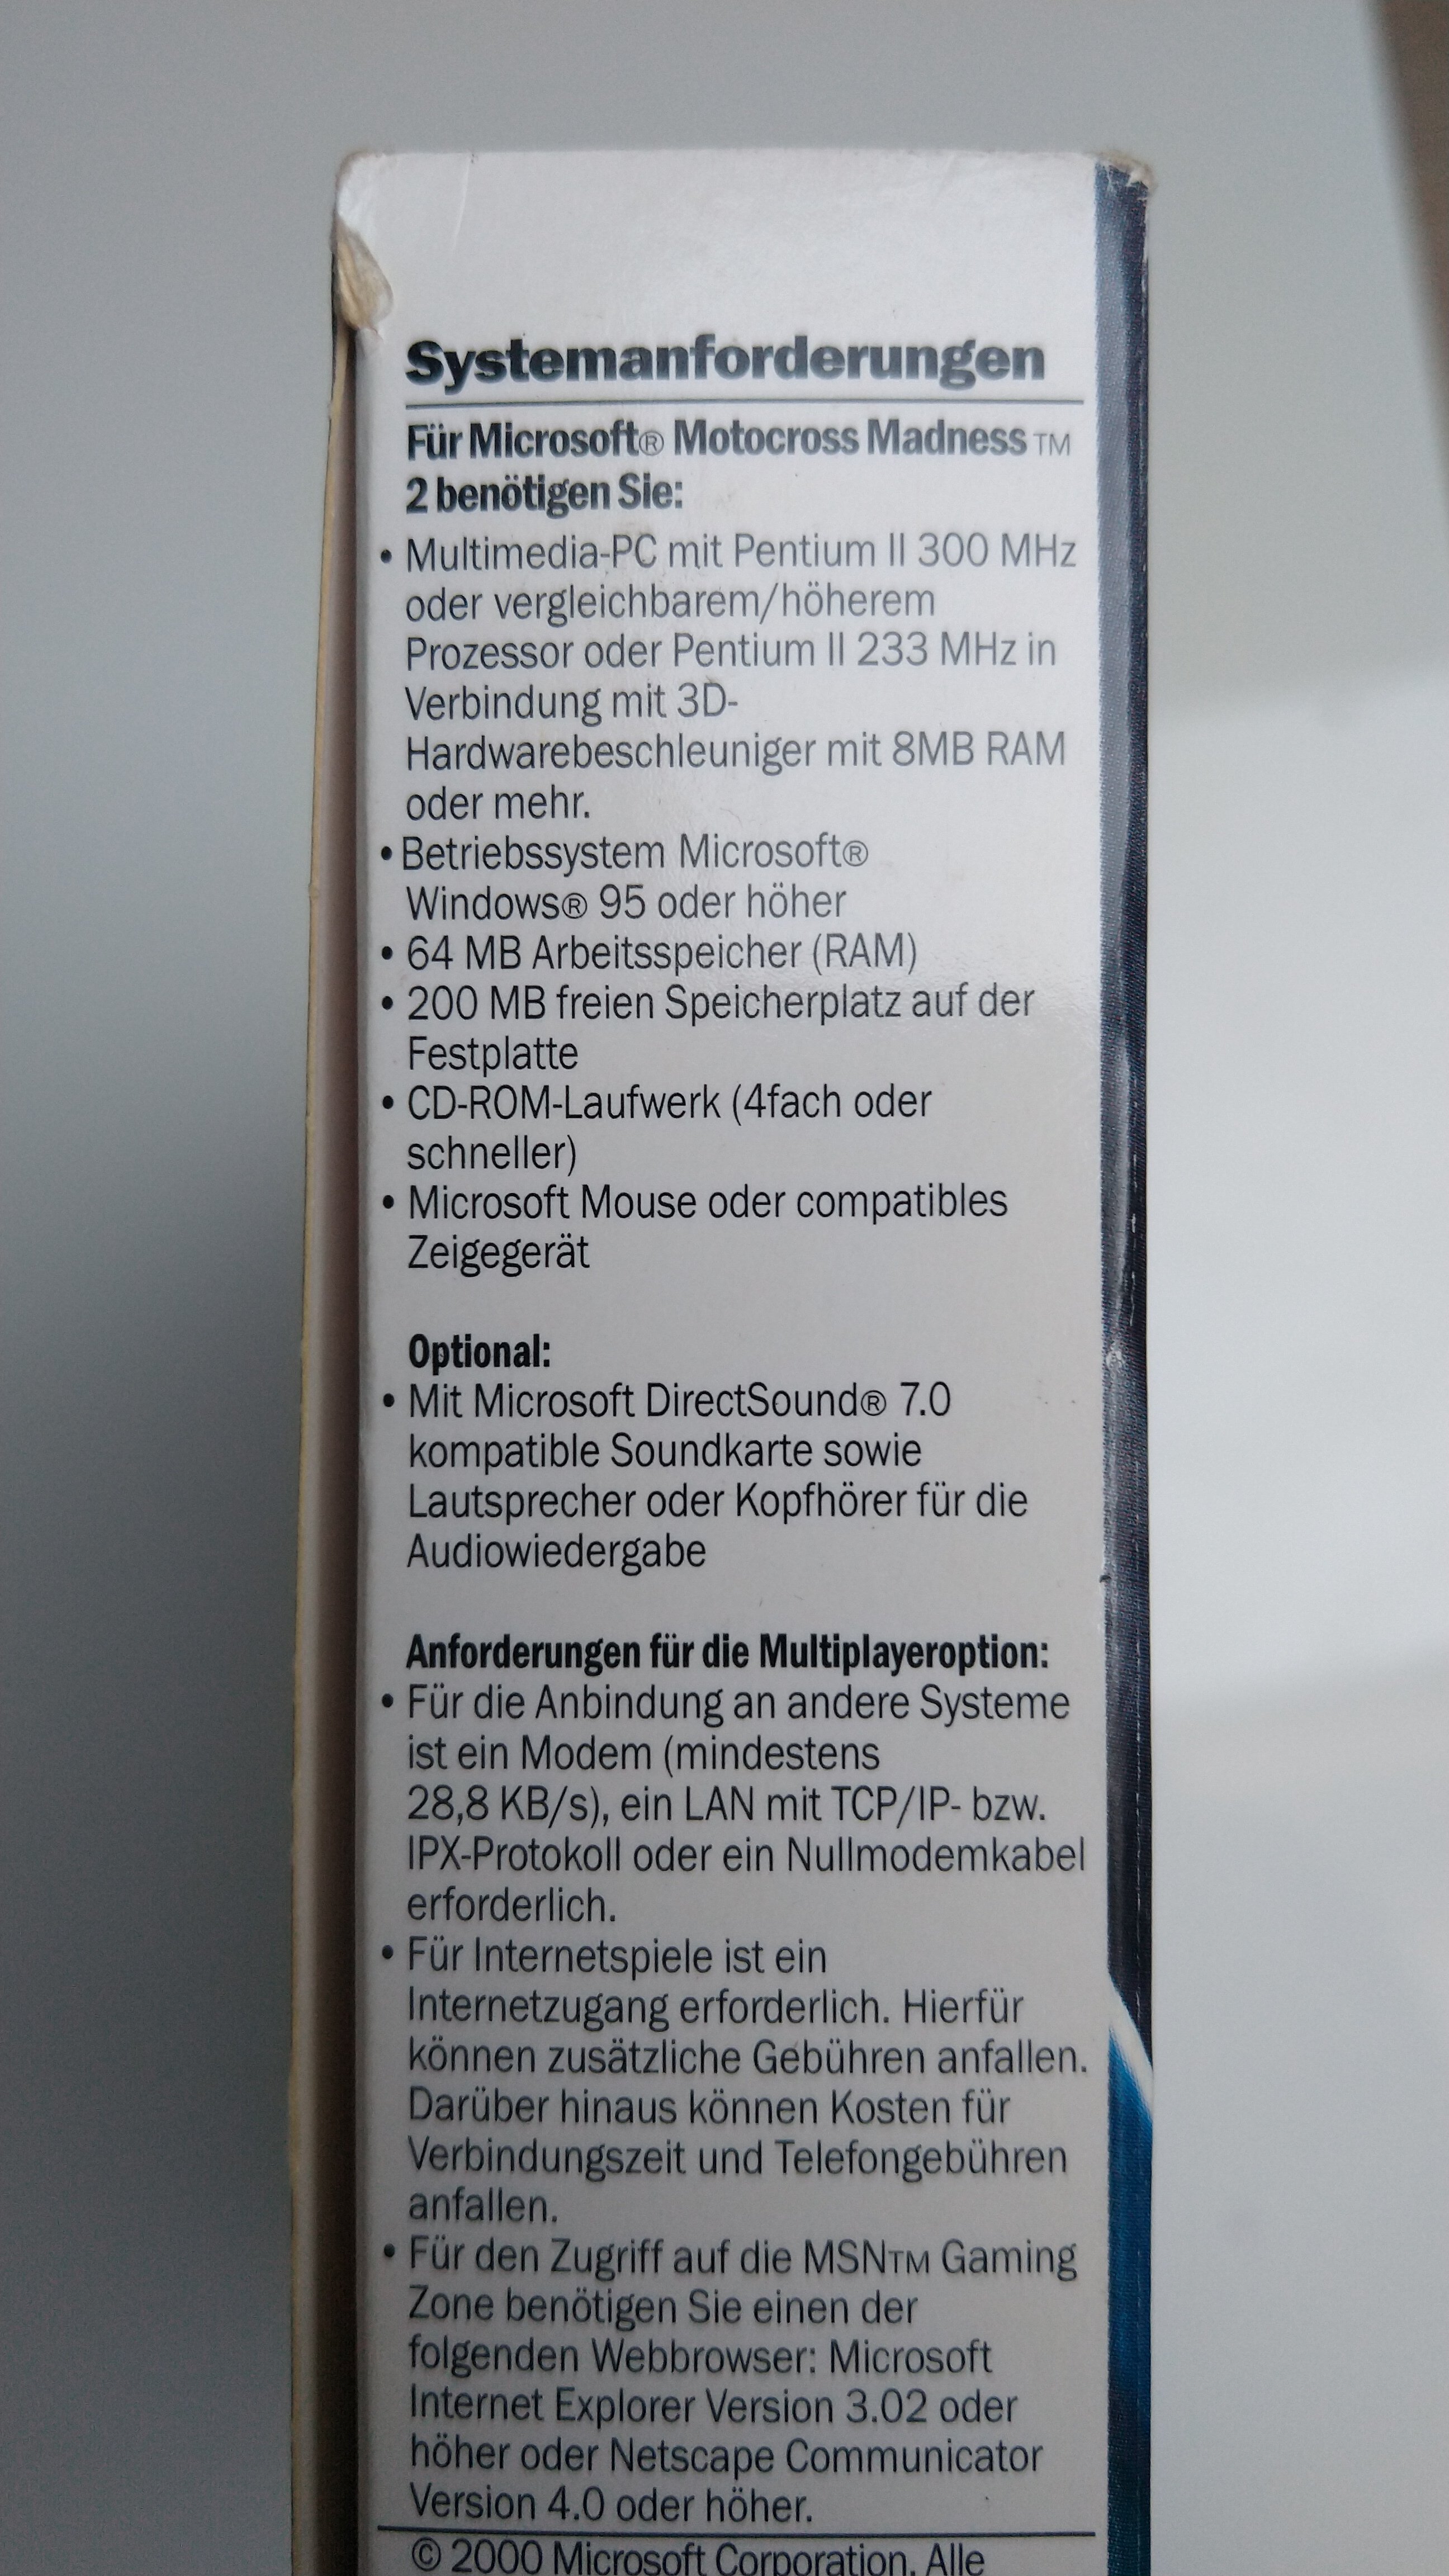 Systemanforderungen
Für Microsoft® Motocross Madness™
2 benötigen Sie:
• Multimedia-PC mit Pentium II 300 MHz
oder vergleichbarem/höherem
Prozessor oder Pentium II 233 MHz in
Verbindung mit 3D-
Hardwarebeschleuniger mit 8MB RAM
oder mehr.
• Betriebssystem Microsoft®
Windows® 95 oder höher
• 64 MB Arbeitsspeicher (RAM)
• 200 MB freien Speicherplatz auf der
Festplatte
• CD-ROM-Laufwerk (4fach oder
schneller)
• Microsoft Mouse oder compatibles
Zeigegerät
Optional:
• Mit Microsoft DirectSound® 7.0
kompatible Soundkarte sowie
Lautsprecher oder Kopfhörer für die
Audiowiedergabe
Anforderungen für die Multiplayeroption:
• Für die Anbindung an andere Systeme
ist ein Modem (mindestens
28,8 KB/s), ein LAN mit TCP/IP- bzw.
IPX-Protokoll oder ein Nullmodemkabel
erforderlich.
• Für Internetspiele ist ein
Internetzugang erforderlich. Hierfür
können zusätzliche Gebühren anfallen.
Darüber hinaus können Kosten für
Verbindungszeit und Telefongebühren
anfallen.
• Für den Zugriff auf die MSN™ Gaming
Zone benötigen Sie einen der
folgenden Webbrowser: Microsoft
Internet Explorer Version 3.02 oder
höher oder Netscape Communicator
Version 4.0 oder höher.
© 2000 Microsoft Corporation. Alle